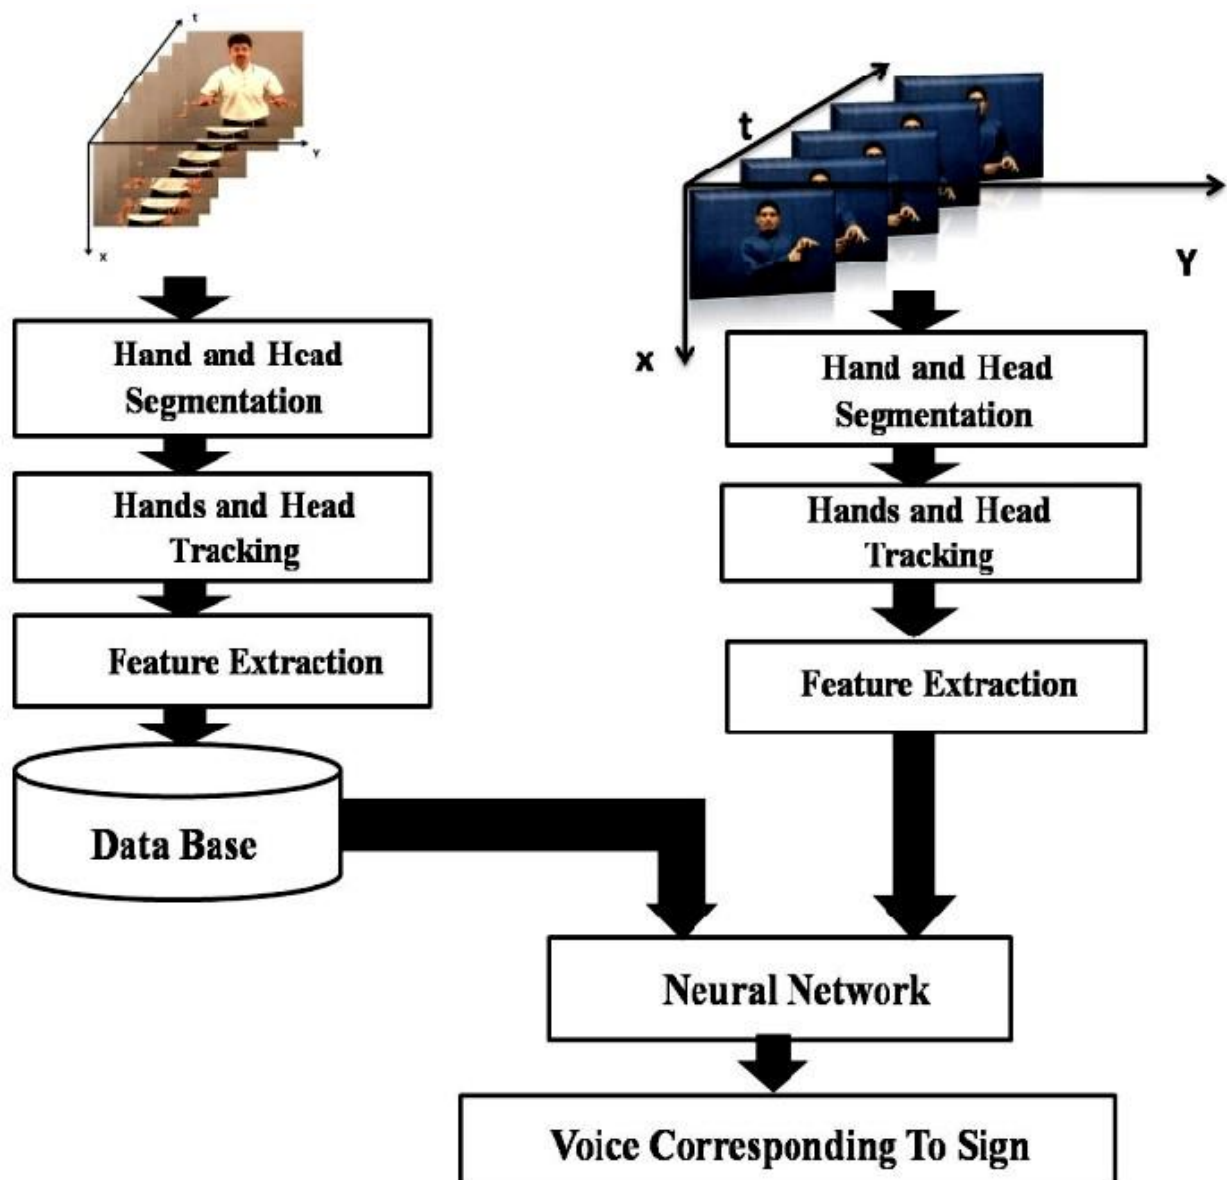 t
Y
x
t
Y
x
Hand and Head
Segmentation
Hands and Head
Tracking
Feature Extraction
Data Base
Hand and Head
Segmentation
Hands and Head
Tracking
Feature Extraction
Neural Network
Voice Corresponding To Sign